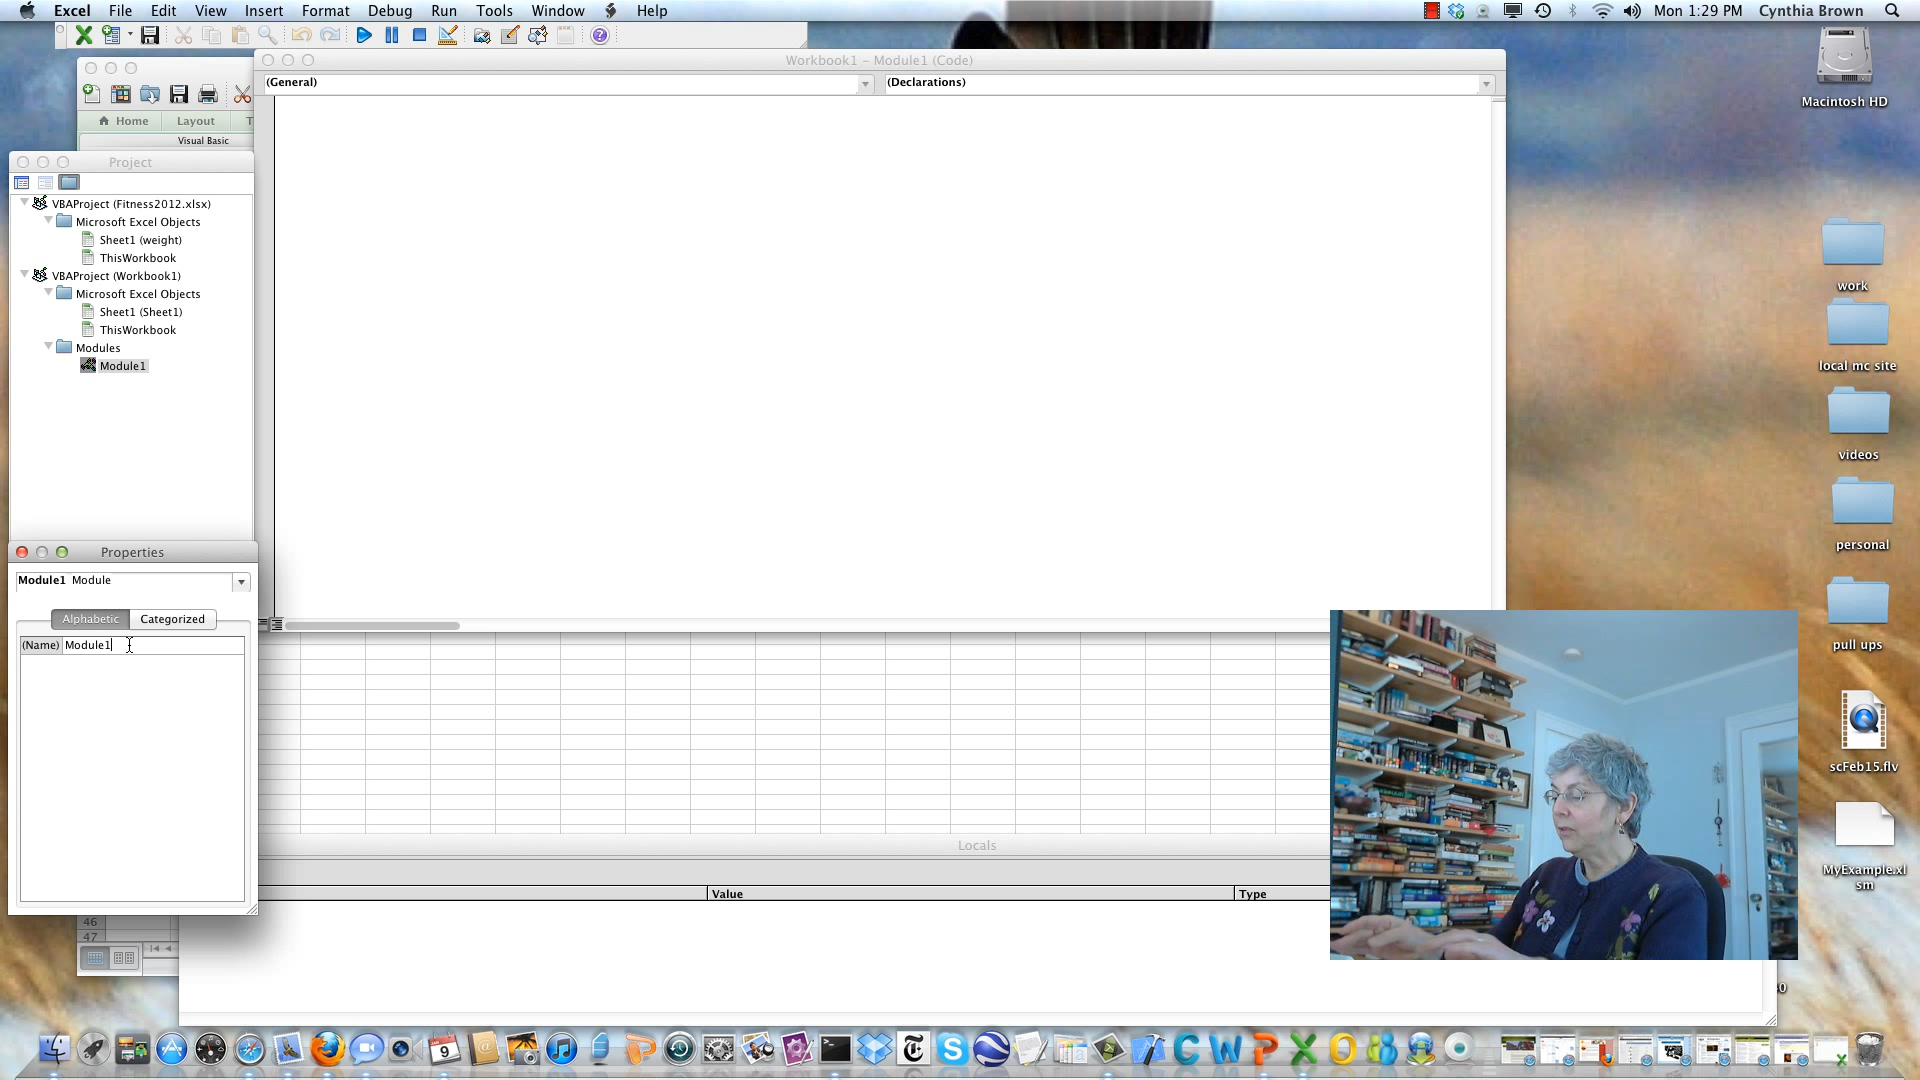 Excel File Edit View Insert Format Debug Run Tools Window Help
Mon 1:29 PM Cynthia Brown
Workbook1 - Module1 (Code)
(General) (Declarations)
Home Layout T
Visual Basic
Project
VBAProject (Fitness2012.xlsx)
Microsoft Excel Objects
Sheet1 (weight)
ThisWorkbook
VBAProject (Workbook1)
Microsoft Excel Objects
Sheet1 (Sheet1)
ThisWorkbook
Modules
Module1
Properties
Module1 Module
Alphabetic Categorized
(Name) Module1
Locals
Value Type
46
47
Macintosh HD
work
local mc site
videos
personal
pull ups
scFeb15.flv
MyExample.xl
sm
9